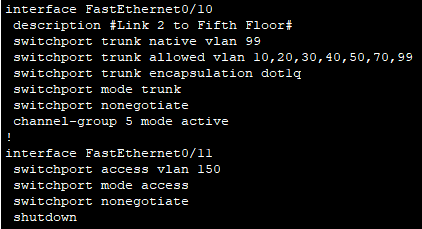 interface FastEthernet0/10
description #Link 2 to Fifth Floor#
switchport trunk native vlan 99
switchport trunk allowed vlan 10,20,30,40,50,70,99
switchport trunk encapsulation dot1q
switchport mode trunk
switchport nonegotiate
channel-group 5 mode active
!
interface FastEthernet0/11
switchport access vlan 150
switchport mode access
switchport nonegotiate
shutdown